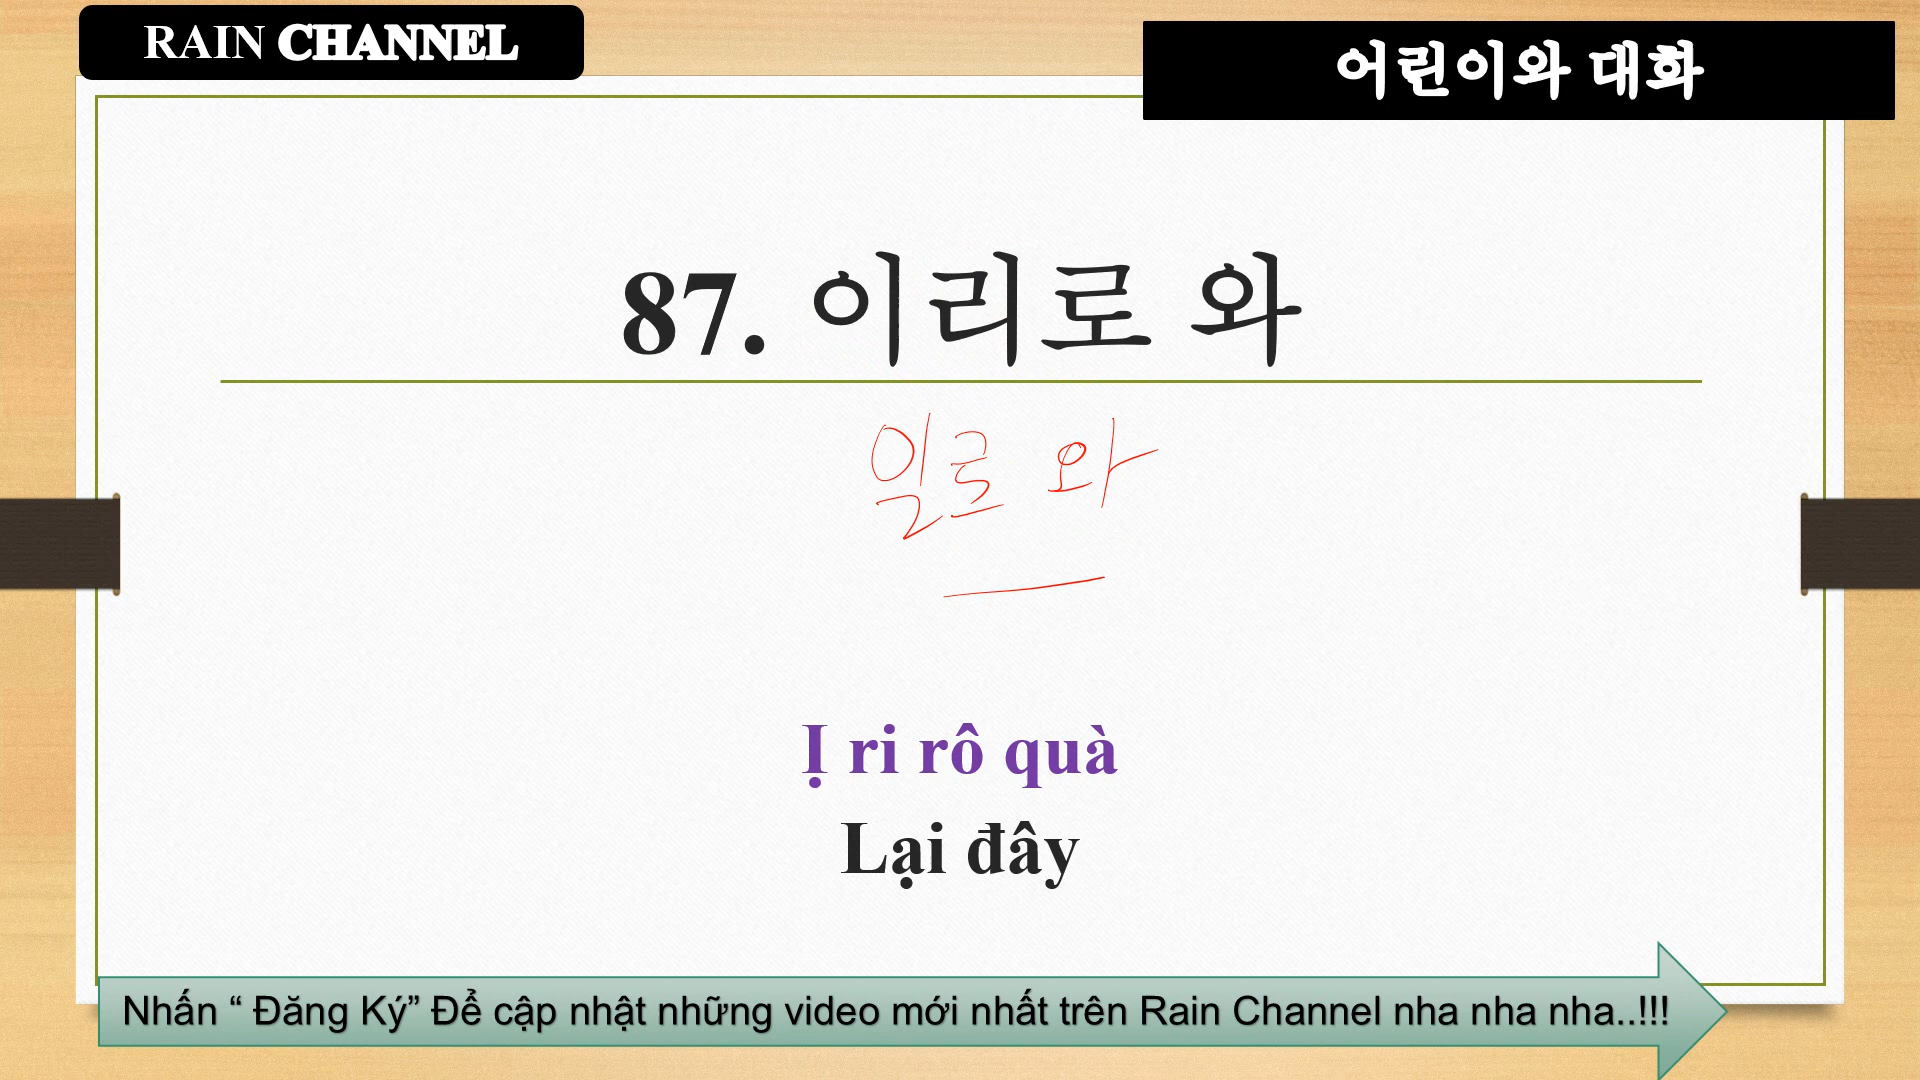 RAIN CHANNEL
어린이와 대화
87. 이리로 와
일로 와
Ị ri rô quà
Lại đây
Nhấn “ Đăng Ký” Để cập nhật những video mới nhất trên Rain Channel nha nha nha..!!!